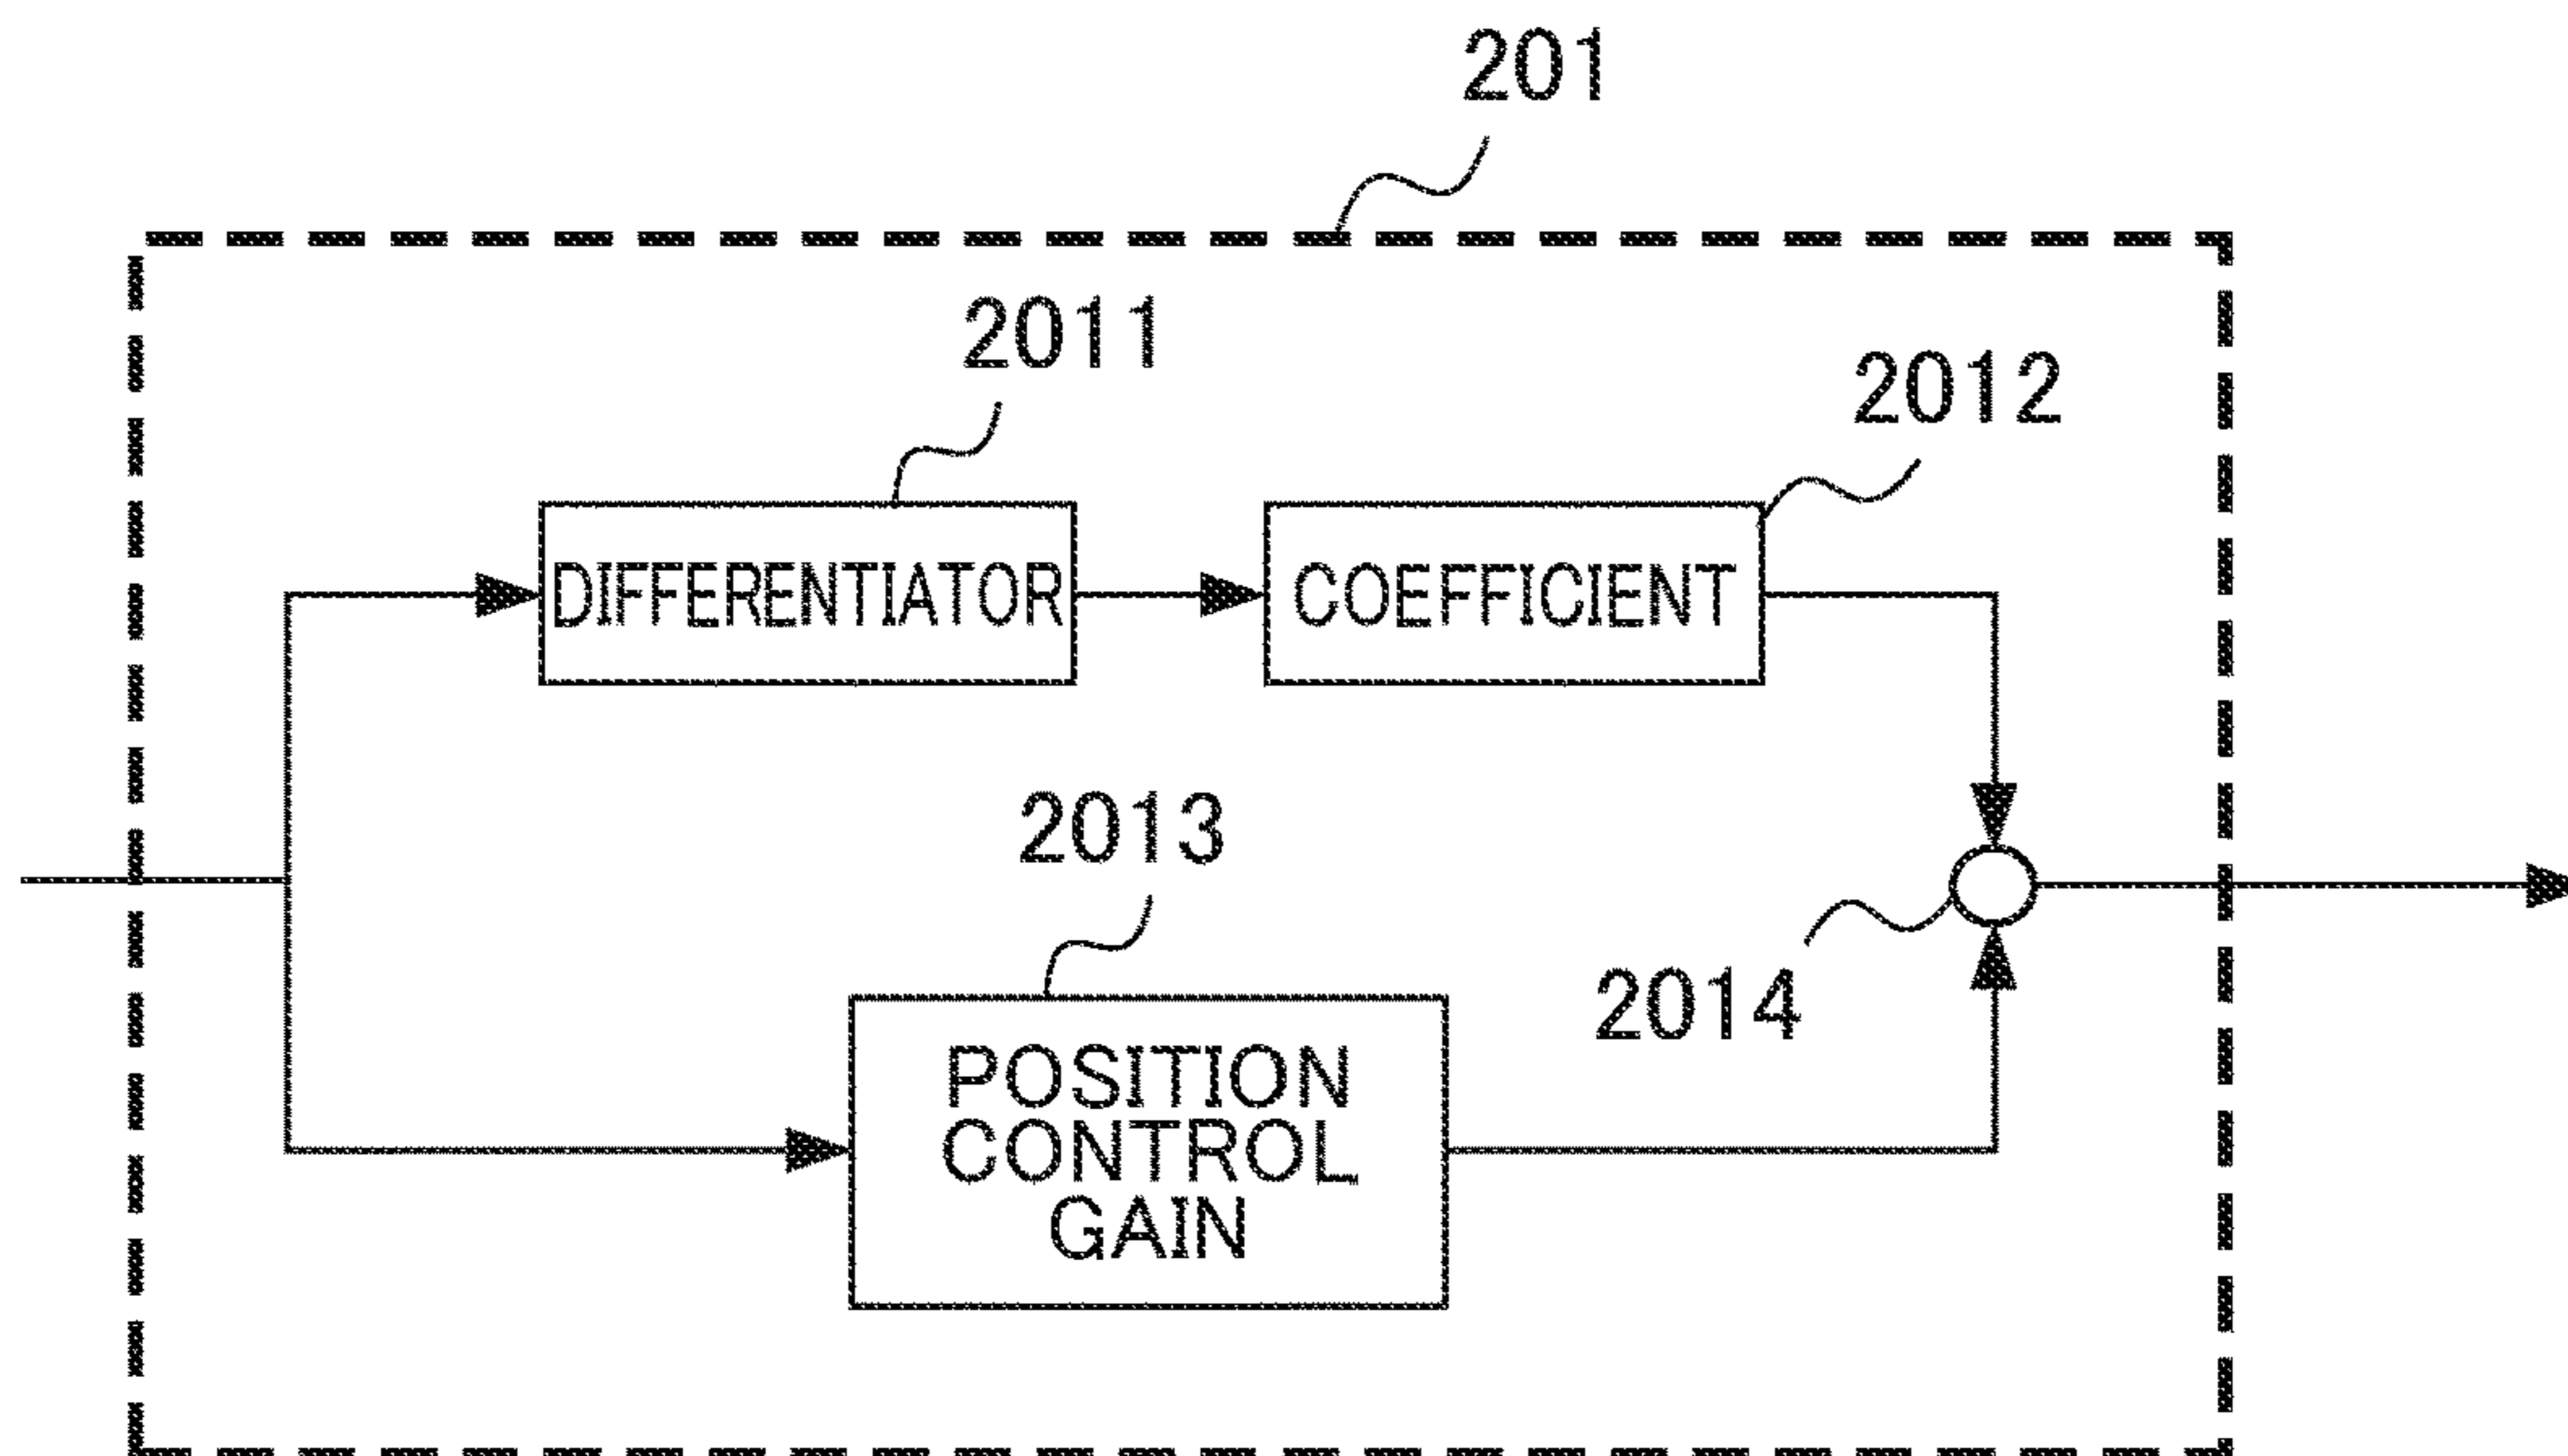 201
2011
2012
DIFFERENTIATOR
COEFFICIENT
2013
2014
POSITION
CONTROL
GAIN